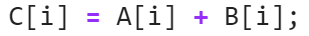 C[i] = A[i] + B[i];